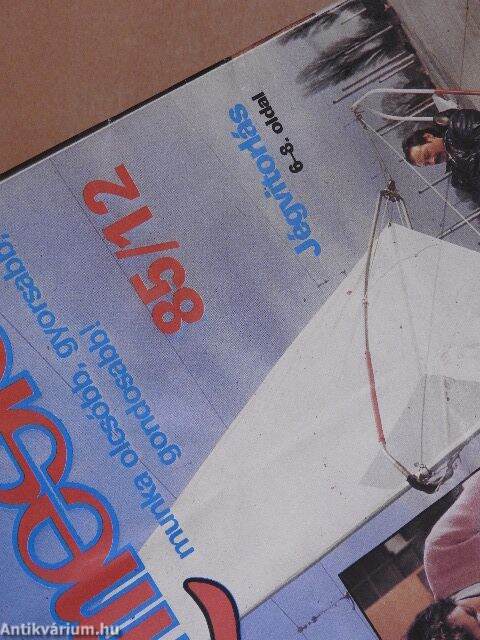 munka olcsóbb, gyorsabb,
gondosabb!
85/12
Jégvitorlás
6-8. oldal
Antikvárium.hu